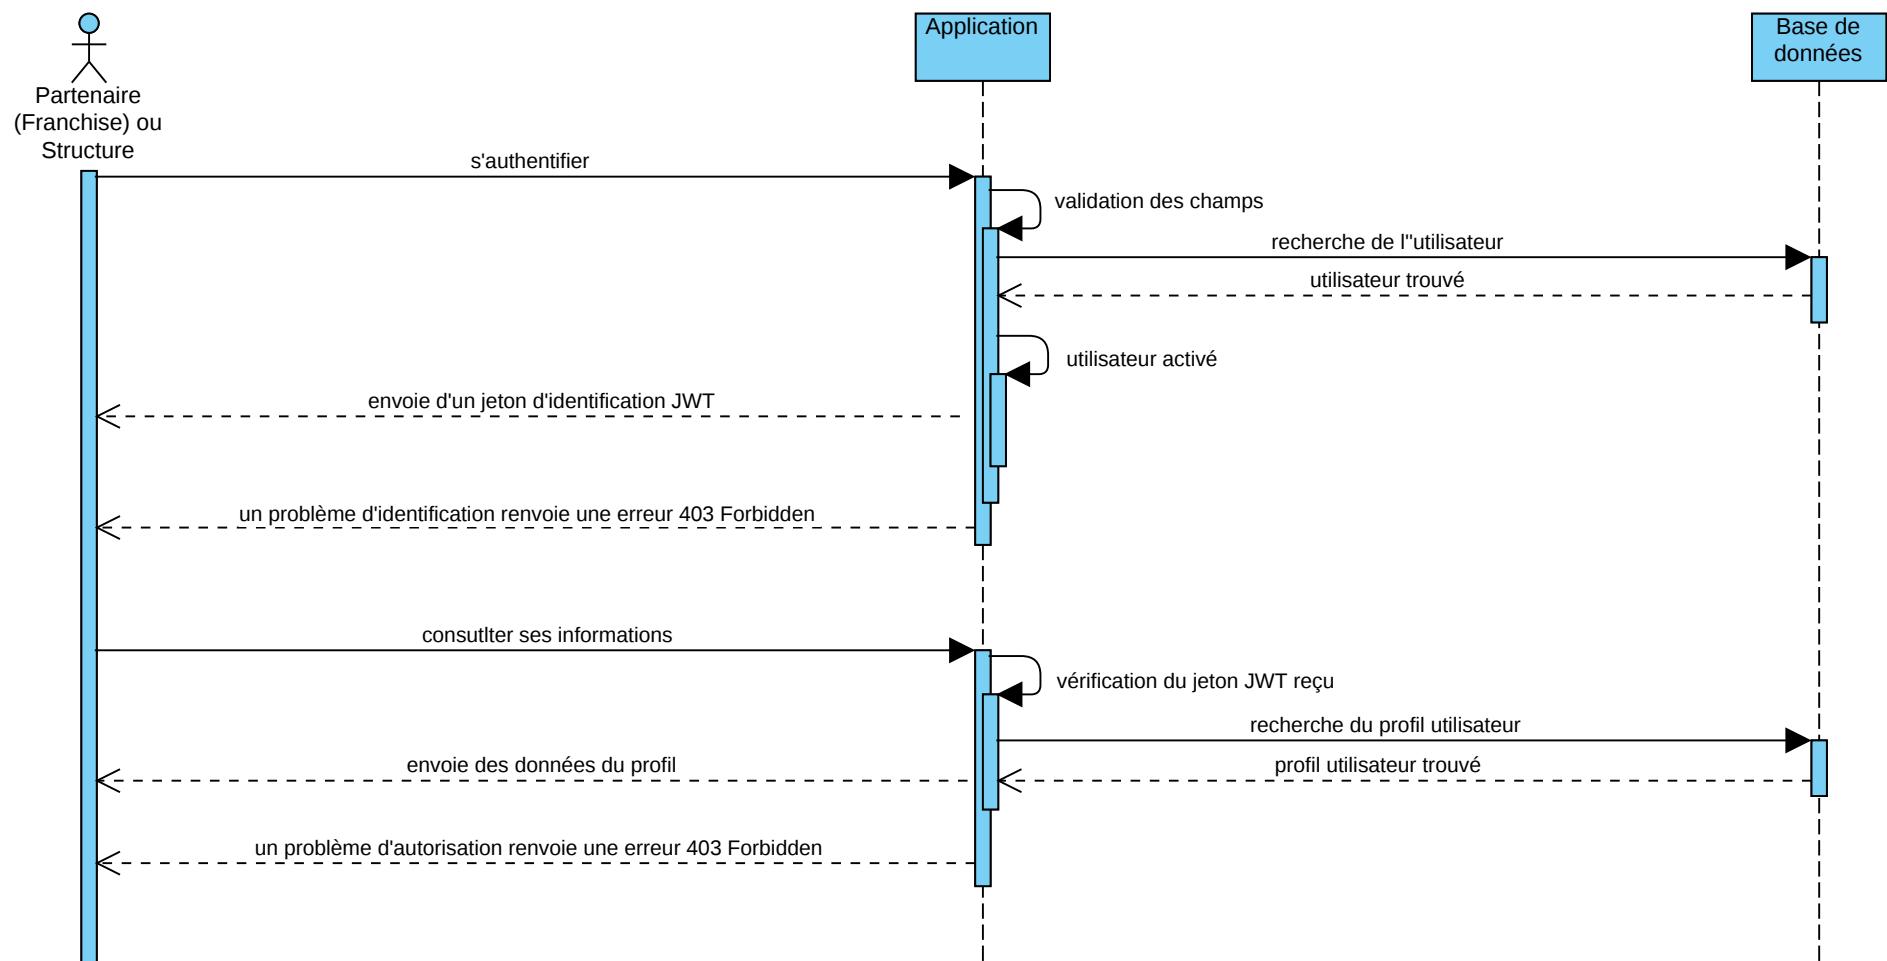 Application
Base de
données
Partenaire
(Franchise) ou
Structure
s'authentifier
validation des champs
recherche de l''utilisateur
utilisateur trouvé
utilisateur activé
envoie d'un jeton d'identification JWT
un problème d'identification renvoie une erreur 403 Forbidden
consutlter ses informations
vérification du jeton JWT reçu
recherche du profil utilisateur
envoie des données du profil
profil utilisateur trouvé
un problème d'autorisation renvoie une erreur 403 Forbidden